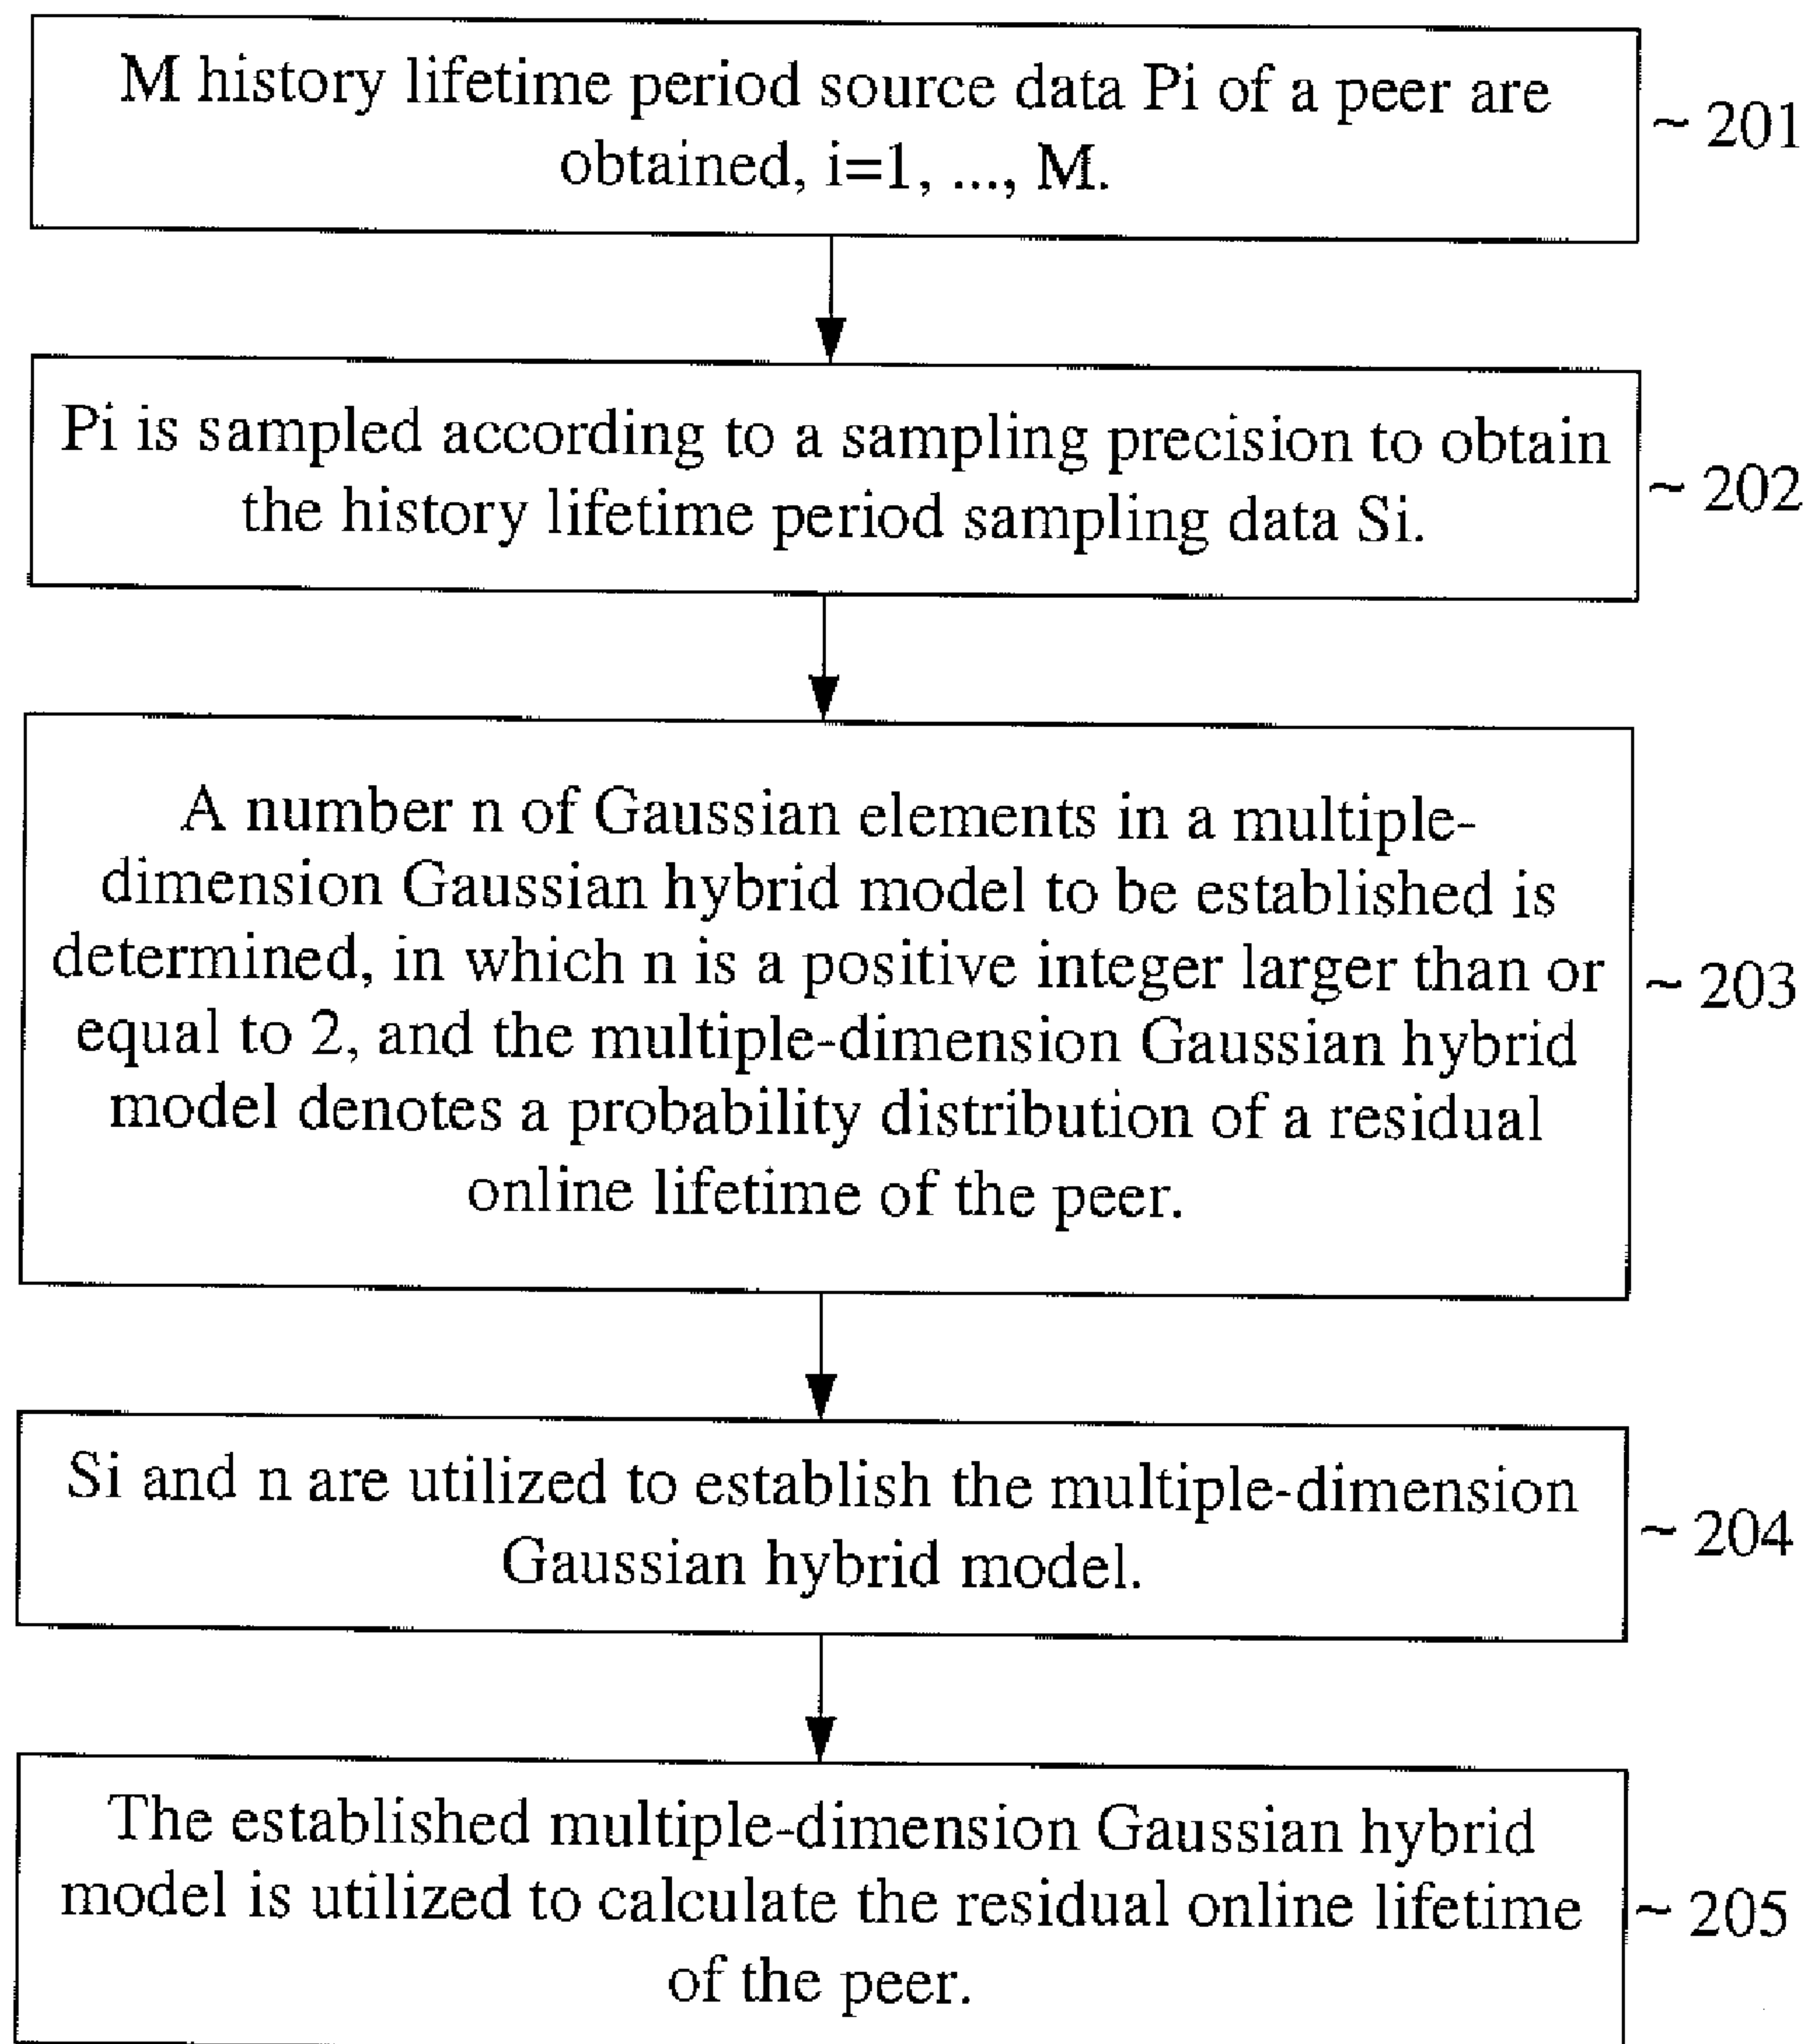 M history lifetime period source data Pi of a peer are
obtained, i=1, ..., M.
~ 201
Pi is sampled according to a sampling precision to obtain
the history lifetime period sampling data Si.
~ 202
A number n of Gaussian elements in a multiple-
dimension Gaussian hybrid model to be established is
determined, in which n is a positive integer larger than or
equal to 2, and the multiple-dimension Gaussian hybrid
model denotes a probability distribution of a residual
online lifetime of the peer.
~ 203
Si and n are utilized to establish the multiple-dimension
Gaussian hybrid model.
~ 204
The established multiple-dimension Gaussian hybrid
model is utilized to calculate the residual online lifetime
of the peer.
~ 205